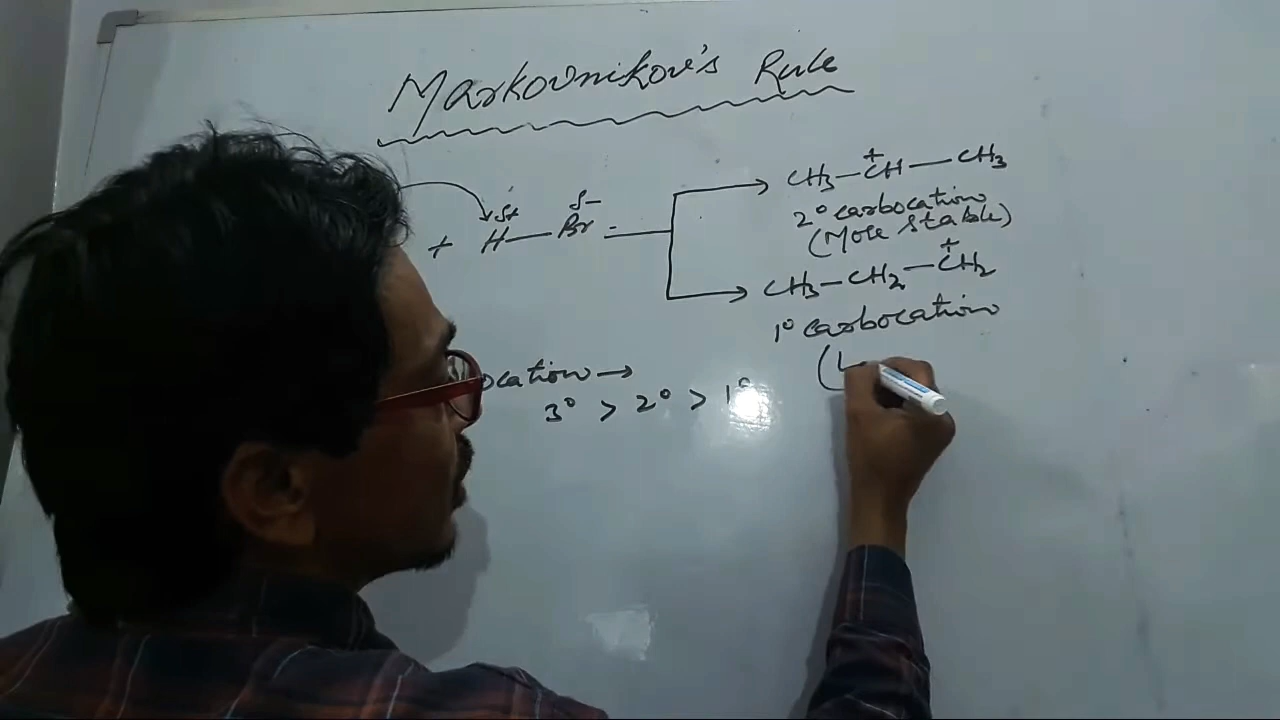 Markovnikov's Rule
+ H — Br
δ+ δ-
CH3 — CH — CH3
+
2° carbocation
(More stable)
CH3 — CH2 — CH2
+
1° carbocation
(L
ocation →
3° > 2° > 1°